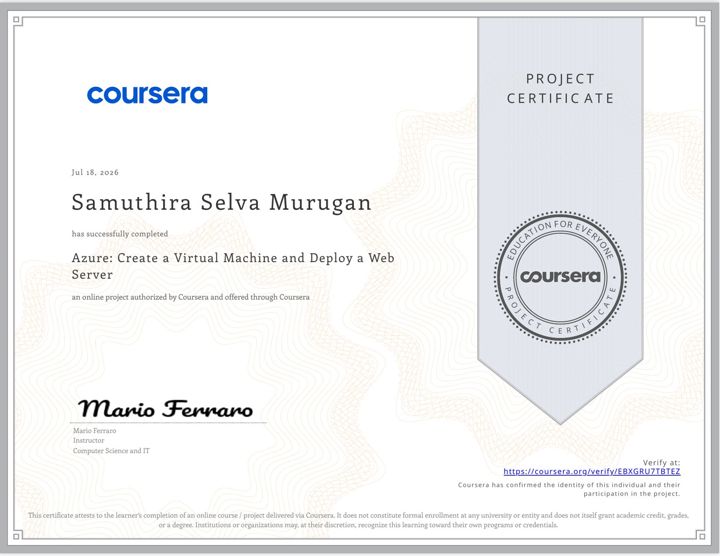 coursera
PROJECT
CERTIFICATE
Jul 18, 2026
Samuthira Selva Murugan
has successfully completed
Azure: Create a Virtual Machine and Deploy a Web
Server
an online project authorized by Coursera and offered through Coursera
EDUCATION FOR EVERYONE
coursera
PROJECT CERTIFICATE
Mario Ferraro
Mario Ferraro
Instructor
Computer Science and IT
Verify at:
https://coursera.org/verify/EBXGRU7TBTEZ
Coursera has confirmed the identity of this individual and their
participation in the project.
This certificate attests to the learner's completion of an online course / project delivered via Coursera. It does not constitute formal enrollment at any university or entity and does not itself grant academic credit, grades,
or a degree. Institutions or organizations may, at their discretion, recognize this learning toward their own programs or credentials.